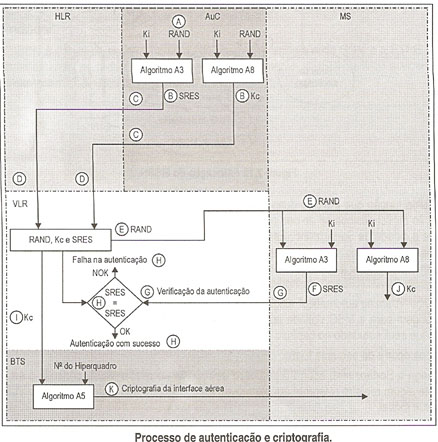 HLR AuC MS
A
Ki RAND Ki RAND
Algoritmo A3 Algoritmo A8
C B SRES B Kc
C
D D
VLR
E RAND
RAND, Kc e SRES E RAND
Ki Ki
Falha na autenticação H
NOK
Algoritmo A3 Algoritmo A8
SRES
H =
SRES
G Verificação da autenticação G F SRES J Kc
I Kc
OK
Autenticação com sucesso H
BTS
Nº do Hiperquadro
K Criptografia da interface aérea
Algoritmo A5
Processo de autenticação e criptografia.